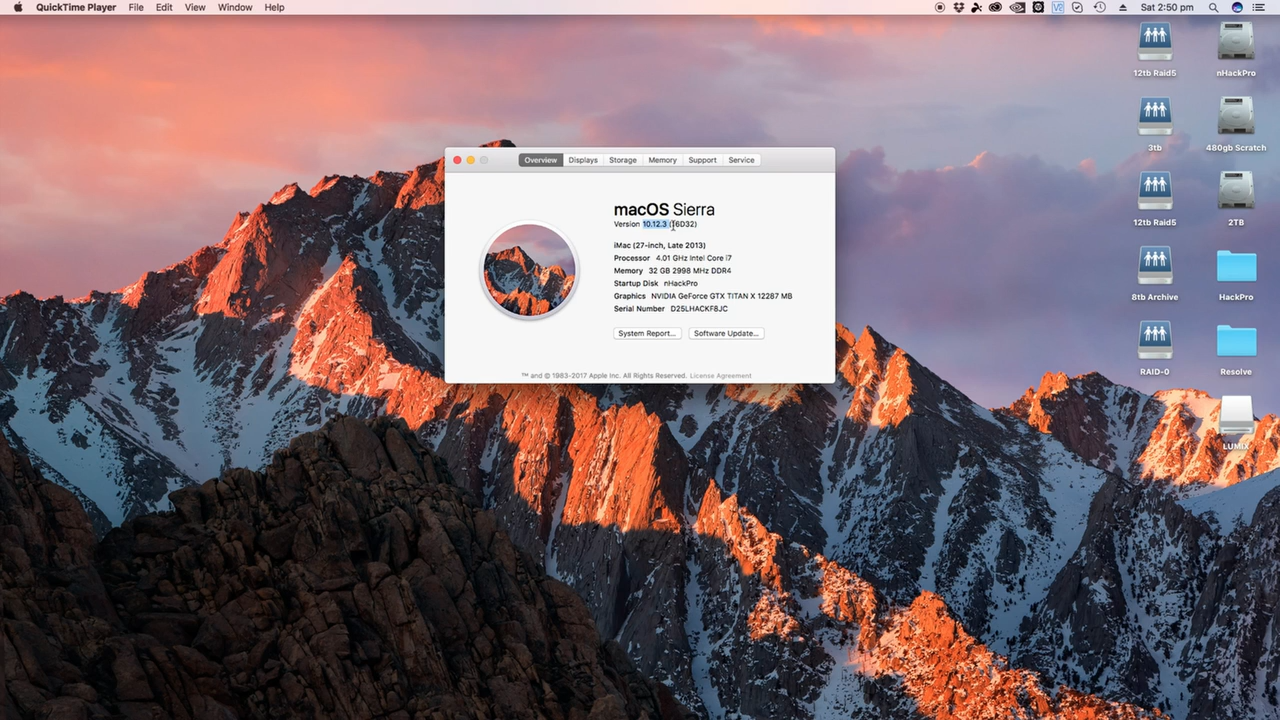 QuickTime Player File Edit View Window Help Sat 2:50 pm
12tb Raid5 nHackPro
3tb 480gb Scratch
12tb Raid5 2TB
8tb Archive HackPro
RAID-0 Resolve
LUMIX
Overview Displays Storage Memory Support Service
macOS Sierra
Version 10.12.3 (16D32)
iMac (27-inch, Late 2013)
Processor 4.01 GHz Intel Core i7
Memory 32 GB 2998 MHz DDR4
Startup Disk nHackPro
Graphics NVIDIA GeForce GTX TITAN X 12287 MB
Serial Number D25LHACKF8JC
System Report... Software Update...
™ and © 1983-2017 Apple Inc. All Rights Reserved. License Agreement